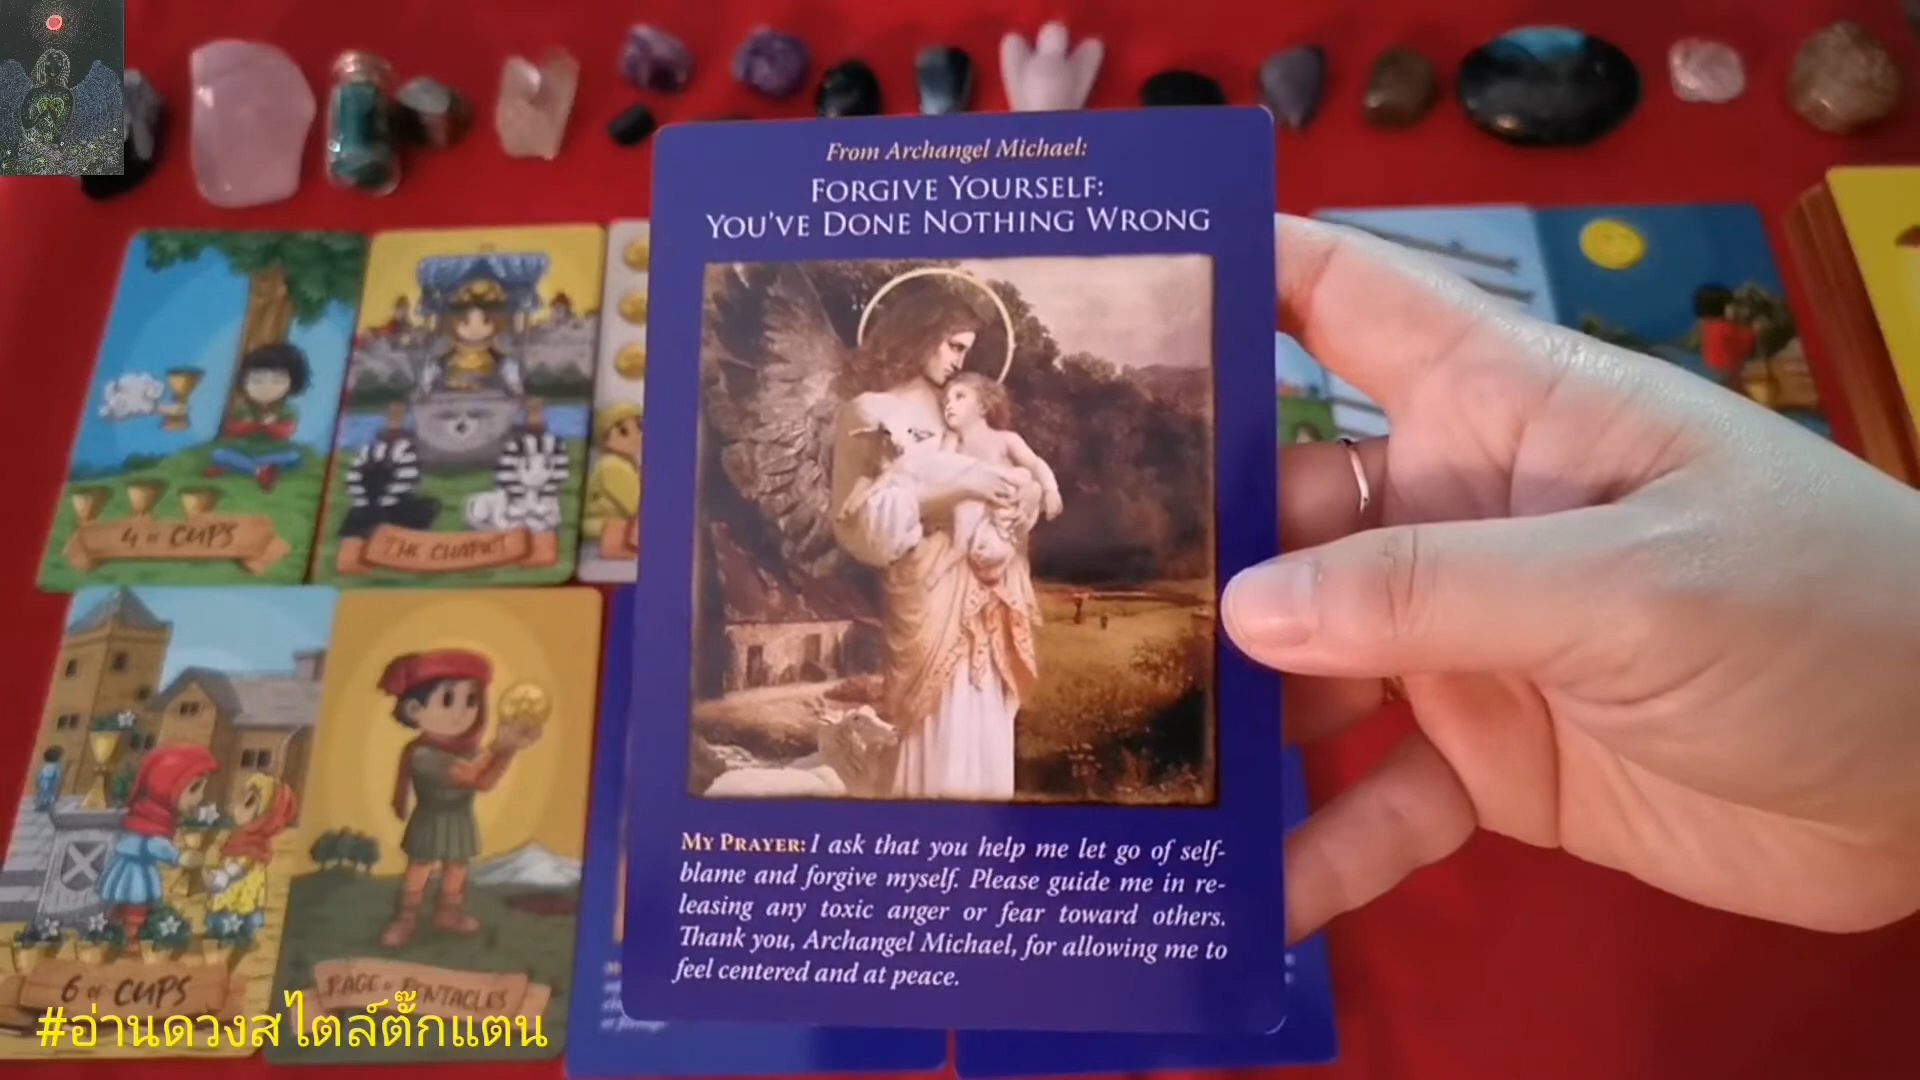 From Archangel Michael:
FORGIVE YOURSELF:
YOU'VE DONE NOTHING WRONG
4 OF CUPS
THE CHARIOT
MY PRAYER: I ask that you help me let go of self-
blame and forgive myself. Please guide me in re-
leasing any toxic anger or fear toward others.
Thank you, Archangel Michael, for allowing me to
feel centered and at peace.
6 OF CUPS
PAGE OF PENTACLES
#อ่านดวงสไตล์ตั๊กแตน